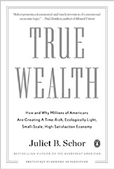 TRUE
WEALTH
How and Why Millions of Americans
Are Creating a Time-Rich, Ecologically Light,
Small-Scale, High-Satisfaction Economy
Juliet B. Schor